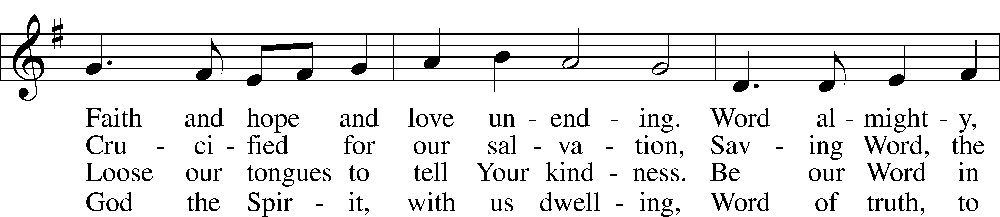 Faith and hope and love un - end - ing. Word al - might - y,
Cru - ci - fied for our sal - va - tion, Sav - ing Word, the
Loose our tongues to tell Your kind - ness. Be our Word in
God the Spir - it, with us dwell - ing, Word of truth, to